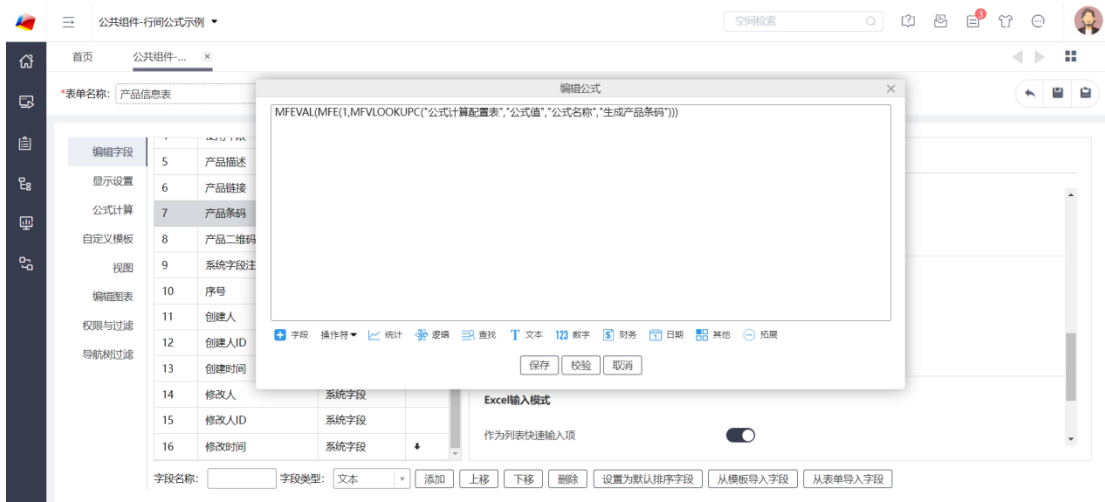 公共组件-行间公式示例
空间检索
3
首页
公共组件-...
*表单名称: 产品信息表
编辑公式
MFEVAL(MFE(1,MFVLOOKUPC("公式计算配置表","公式值","公式名称","生成产品条码")))
编辑字段
显示设置
公式计算
自定义模板
视图
编辑图表
权限与过滤
导航树过滤
5 产品描述
6 产品链接
7 产品条码
8 产品二维码
9 系统字段注
10 序号
11 创建人
12 创建人ID
13 创建时间
14 修改人 系统字段
15 修改人ID 系统字段
16 修改时间 系统字段
字段 操作符 统计 逻辑 查找 T 文本 123 数字 $ 财务 日期 其他 拓展
保存 校验 取消
Excel输入模式
作为列表快速输入项
字段名称: 字段类型: 文本 添加 上移 下移 删除 设置为默认排序字段 从模板导入字段 从表单导入字段